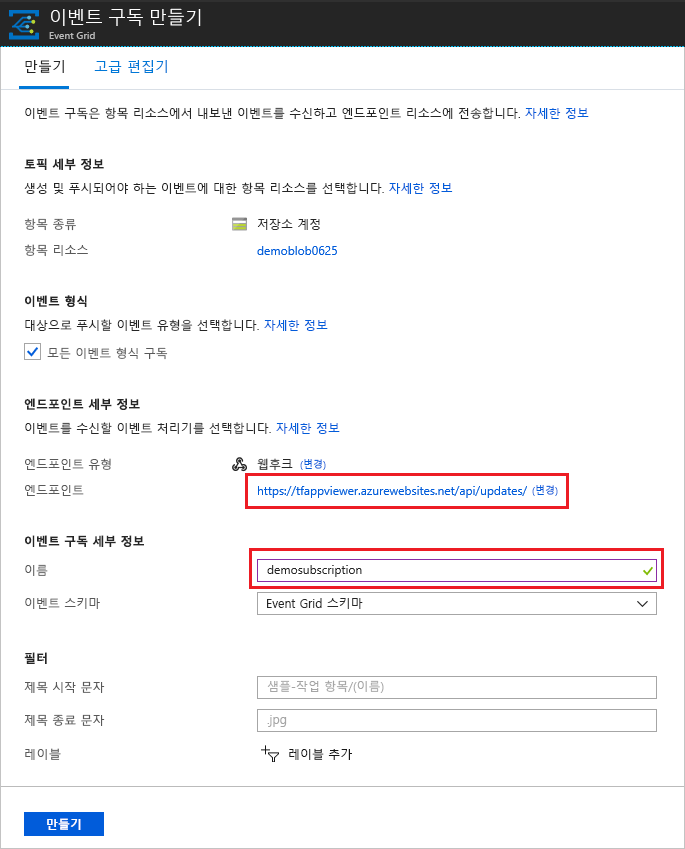 이벤트 구독 만들기
Event Grid
만들기 고급 편집기
이벤트 구독은 항목 리소스에서 내보낸 이벤트를 수신하고 엔드포인트 리소스에 전송합니다. 자세한 정보
토픽 세부 정보
생성 및 푸시되어야 하는 이벤트에 대한 항목 리소스를 선택합니다. 자세한 정보
항목 종류 저장소 계정
항목 리소스 demoblob0625
이벤트 형식
대상으로 푸시할 이벤트 유형을 선택합니다. 자세한 정보
모든 이벤트 형식 구독
엔드포인트 세부 정보
이벤트를 수신할 이벤트 처리기를 선택합니다. 자세한 정보
엔드포인트 유형 웹후크 (변경)
엔드포인트 https://tfappviewer.azurewebsites.net/api/updates/ (변경)
이벤트 구독 세부 정보
이름 demosubscription
이벤트 스키마 Event Grid 스키마
필터
제목 시작 문자 샘플-작업 항목/(이름)
제목 종료 문자 .jpg
레이블 레이블 추가
만들기